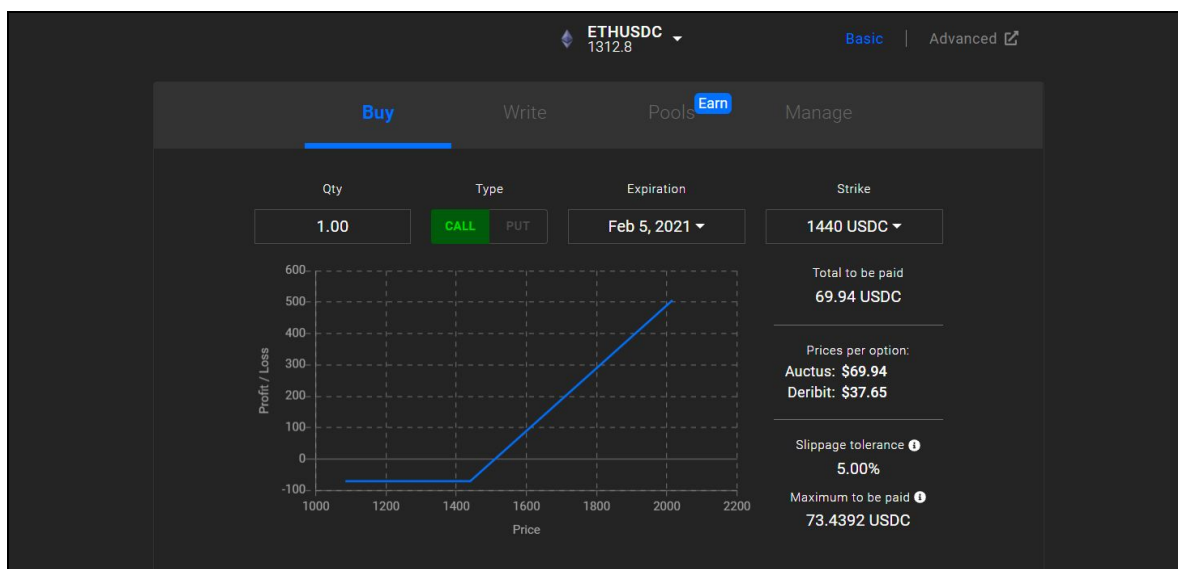 ETHUSDC
1312.8
Basic | Advanced
Buy Write Pools Earn Manage
Qty Type Expiration Strike
1.00 CALL PUT Feb 5, 2021 1440 USDC
600
500
400
300
200
100
0
-100
Profit / Loss
1000 1200 1400 1600 1800 2000 2200
Price
Total to be paid
69.94 USDC
Prices per option:
Auctus: $69.94
Deribit: $37.65
Slippage tolerance
5.00%
Maximum to be paid
73.4392 USDC